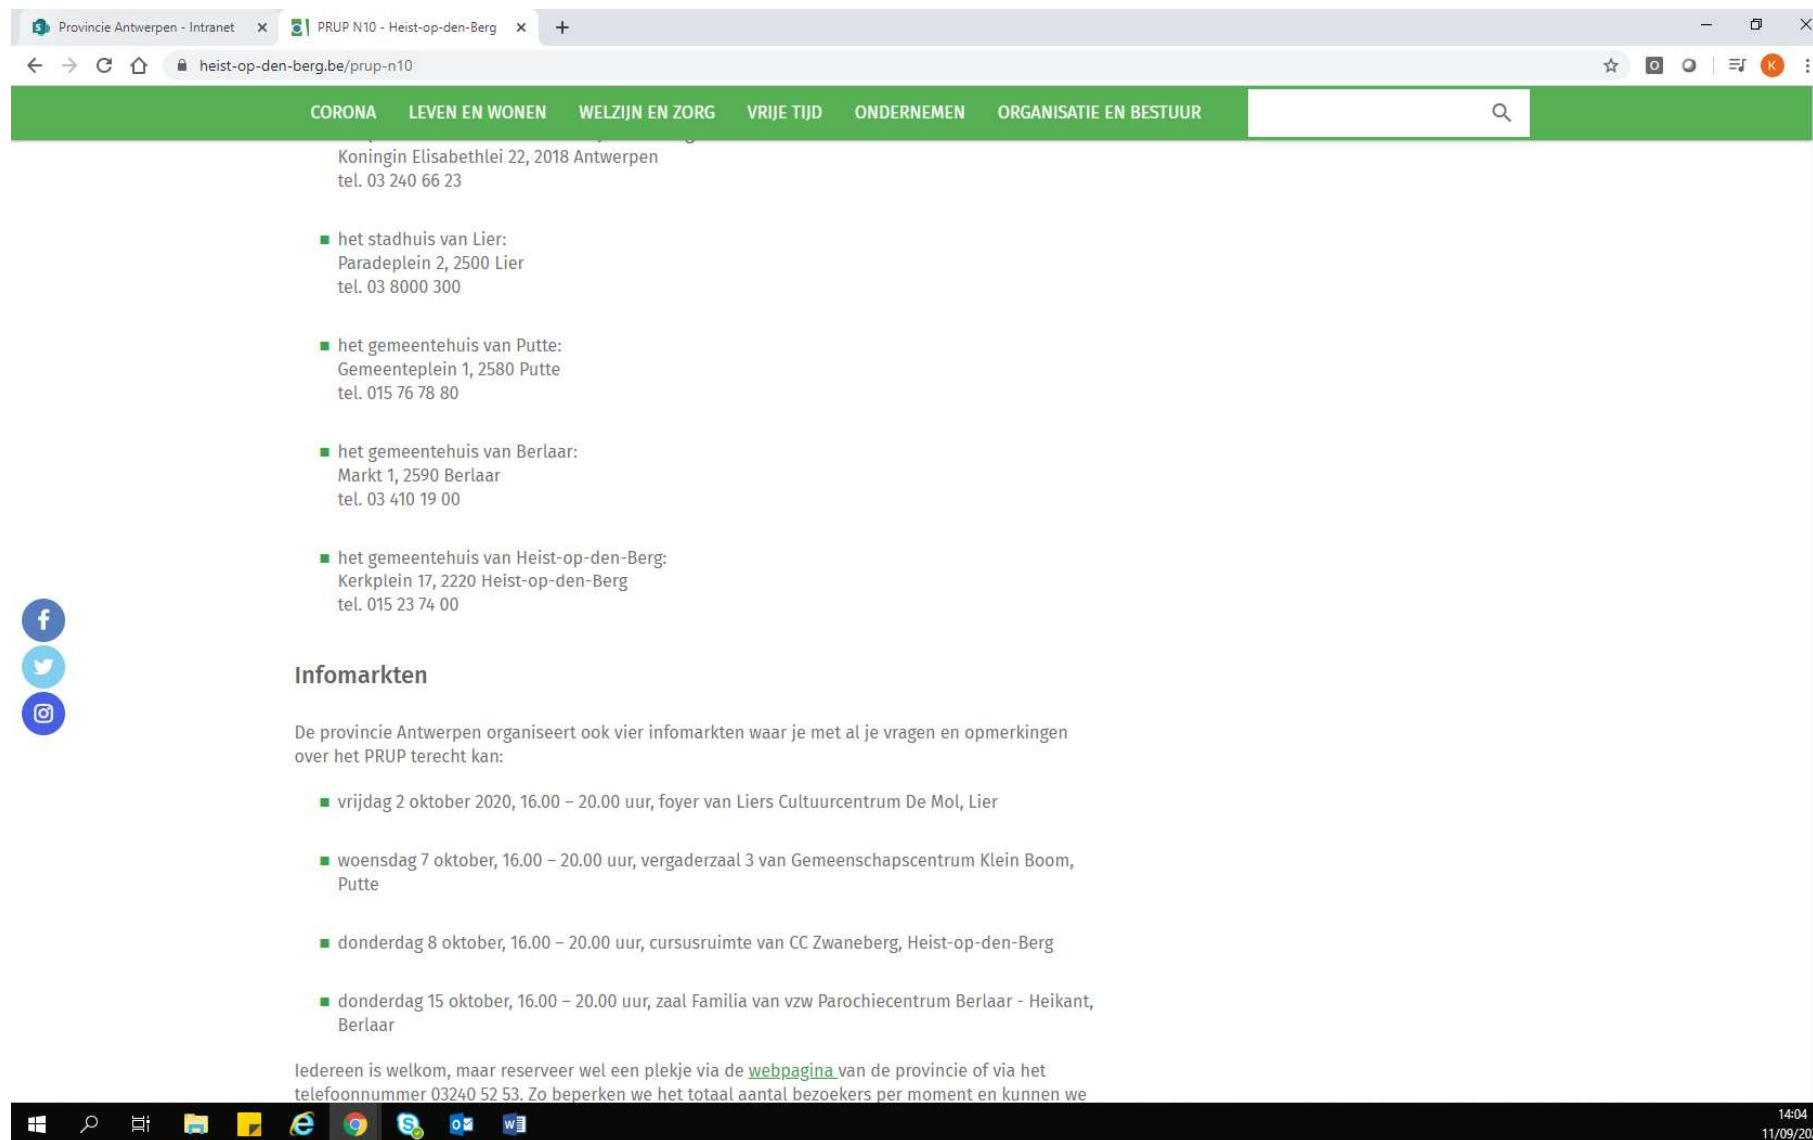 Provincie Antwerpen - Intranet
PRUP N10 - Heist-op-den-Berg
heist-op-den-berg.be/prup-n10
K
CORONA LEVEN EN WONEN WELZIJN EN ZORG VRIJE TIJD ONDERNEMEN ORGANISATIE EN BESTUUR
Koningin Elisabethlei 22, 2018 Antwerpen
tel. 03 240 66 23
het stadhuis van Lier:
Paradeplein 2, 2500 Lier
tel. 03 8000 300
het gemeentehuis van Putte:
Gemeenteplein 1, 2580 Putte
tel. 015 76 78 80
het gemeentehuis van Berlaar:
Markt 1, 2590 Berlaar
tel. 03 410 19 00
het gemeentehuis van Heist-op-den-Berg:
Kerkplein 17, 2220 Heist-op-den-Berg
tel. 015 23 74 00
Infomarkten
De provincie Antwerpen organiseert ook vier infomarkten waar je met al je vragen en opmerkingen
over het PRUP terecht kan:
vrijdag 2 oktober 2020, 16.00 – 20.00 uur, foyer van Liers Cultuurcentrum De Mol, Lier
woensdag 7 oktober, 16.00 – 20.00 uur, vergaderzaal 3 van Gemeenschapscentrum Klein Boom,
Putte
donderdag 8 oktober, 16.00 – 20.00 uur, cursusruimte van CC Zwaneberg, Heist-op-den-Berg
donderdag 15 oktober, 16.00 – 20.00 uur, zaal Familia van vzw Parochiecentrum Berlaar - Heikant,
Berlaar
Iedereen is welkom, maar reserveer wel een plekje via de webpagina van de provincie of via het
telefoonnummer 03240 52 53. Zo beperken we het totaal aantal bezoekers per moment en kunnen we
14:04
11/09/20